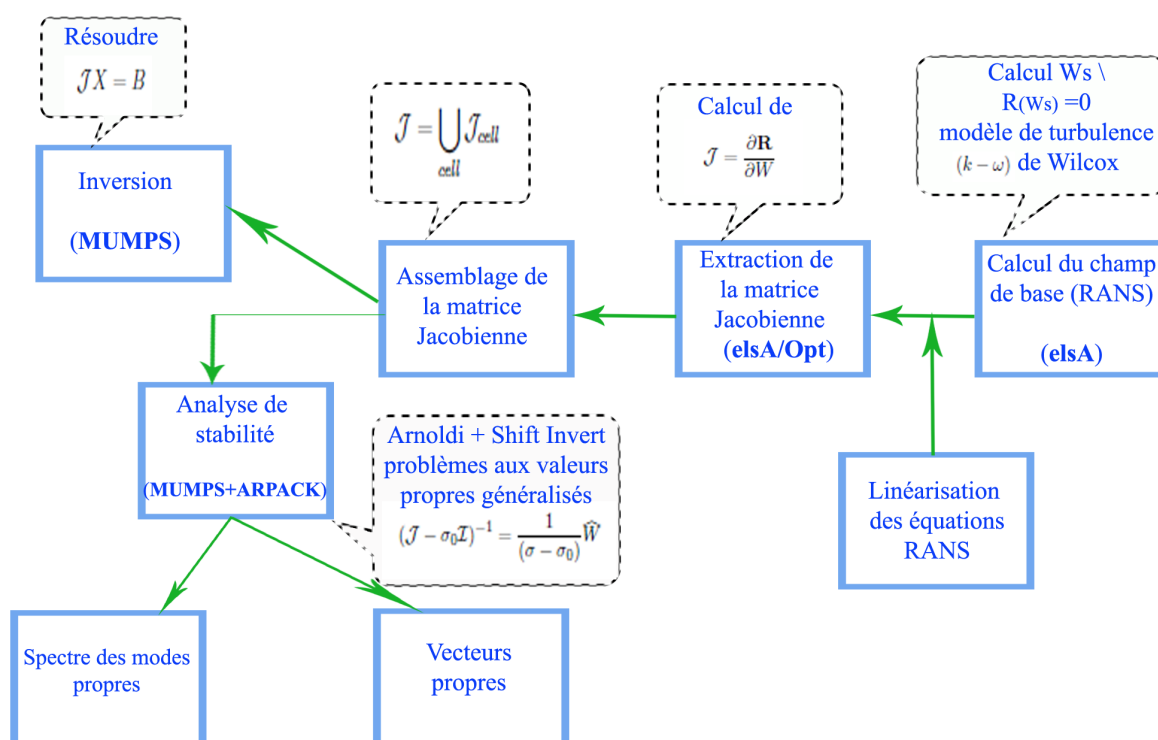 Résoudre
𝒥X = B
Inversion
(MUMPS)
𝒥 = ⋃ 𝒥cell
cell
Assemblage de
la matrice
Jacobienne
Calcul de
𝒥 = ∂R/∂W
Extraction de
la matrice
Jacobienne
(elsA/Opt)
Calcul Ws \
R(Ws) =0
modèle de turbulence
(k − ω) de Wilcox
Calcul du champ
de base (RANS)
(elsA)
Analyse de
stabilité
(MUMPS+ARPACK)
Arnoldi + Shift Invert
problèmes aux valeurs
propres généralisés
(𝒥 − σ₀ℐ)⁻¹ = 1/(σ − σ₀) Ŵ
Linéarisation
des équations
RANS
Spectre des modes
propres
Vecteurs
propres